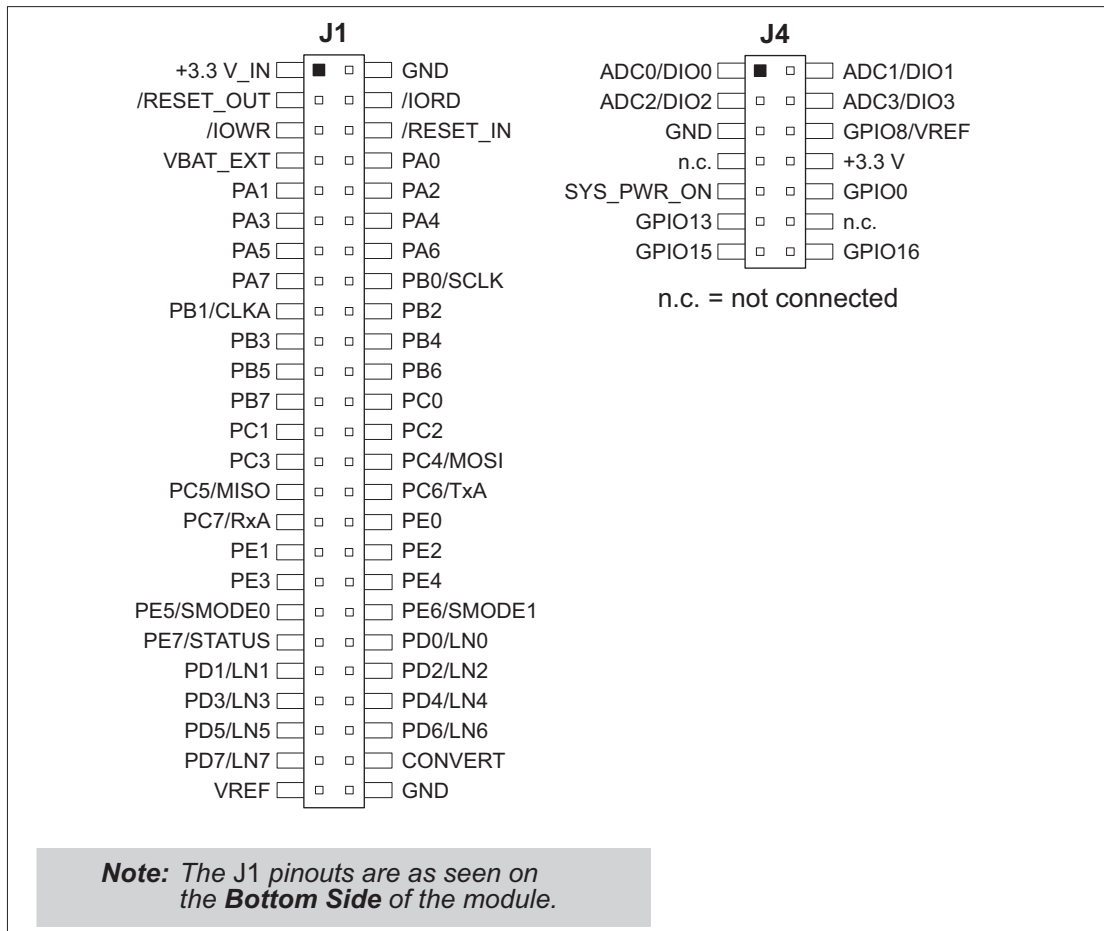 J1
+3.3 V_IN GND
/RESET_OUT /IORD
/IOWR /RESET_IN
VBAT_EXT PA0
PA1 PA2
PA3 PA4
PA5 PA6
PA7 PB0/SCLK
PB1/CLKA PB2
PB3 PB4
PB5 PB6
PB7 PC0
PC1 PC2
PC3 PC4/MOSI
PC5/MISO PC6/TxA
PC7/RxA PE0
PE1 PE2
PE3 PE4
PE5/SMODE0 PE6/SMODE1
PE7/STATUS PD0/LN0
PD1/LN1 PD2/LN2
PD3/LN3 PD4/LN4
PD5/LN5 PD6/LN6
PD7/LN7 CONVERT
VREF GND
J4
ADC0/DIO0 ADC1/DIO1
ADC2/DIO2 ADC3/DIO3
GND GPIO8/VREF
n.c. +3.3 V
SYS_PWR_ON GPIO0
GPIO13 n.c.
GPIO15 GPIO16
n.c. = not connected
Note: The J1 pinouts are as seen on
the Bottom Side of the module.